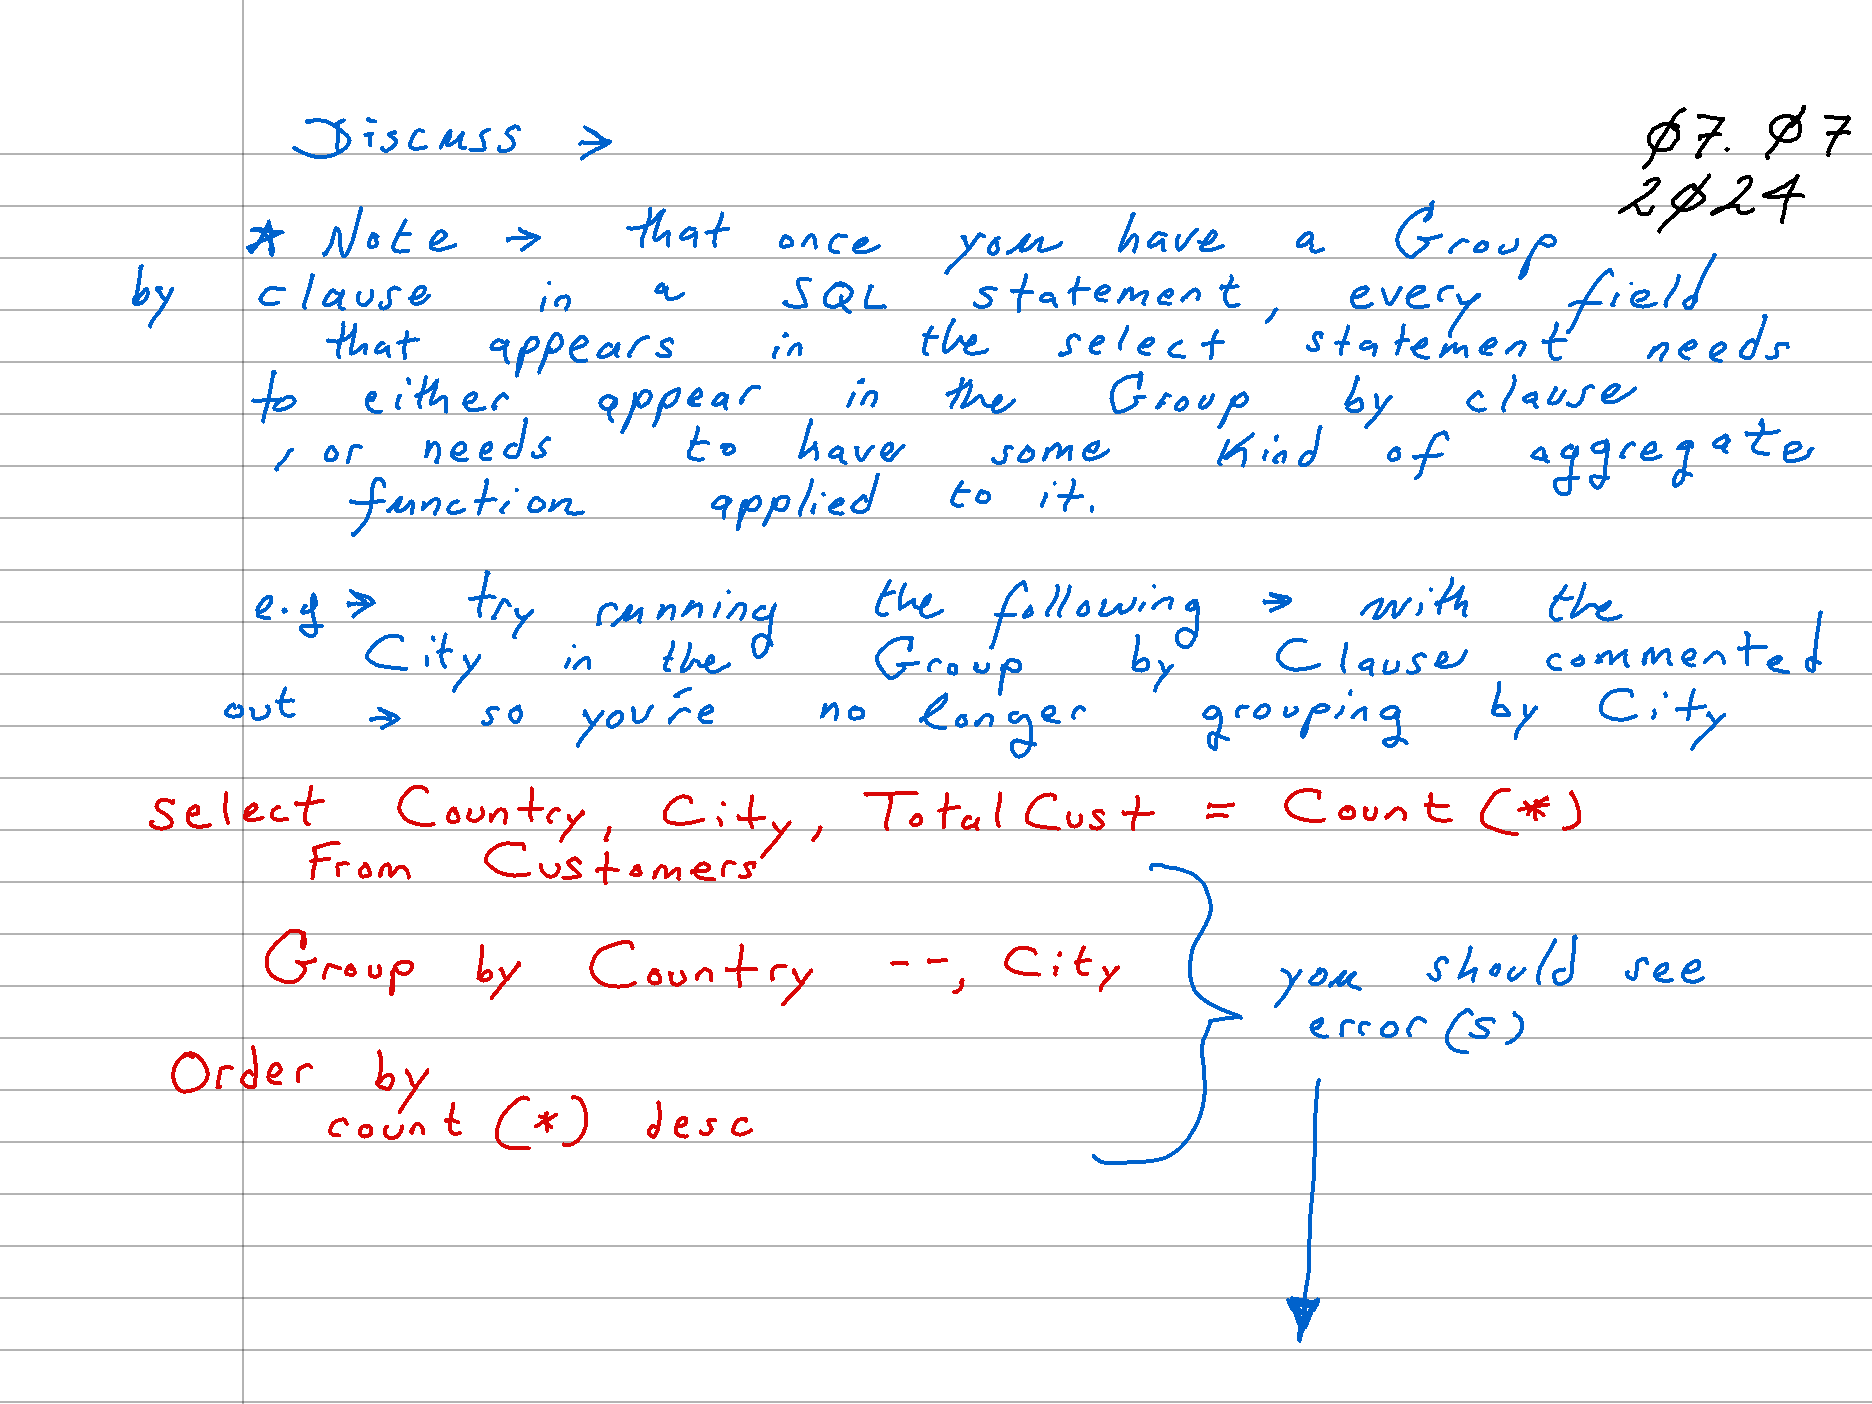 Discuss →
07.07
2024
* Note → that once you have a Group
by clause in a SQL statement, every field
that appears in the select statement needs
to either appear in the Group by clause
, or needs to have some kind of aggregate
function applied to it.
e.g → try running the following → with the
City in the Group by Clause commented
out → so you're no longer grouping by City
select Country, City, TotalCust = Count (*)
From Customers
Group by Country --, City
you should see
error(s)
Order by
count (*) desc